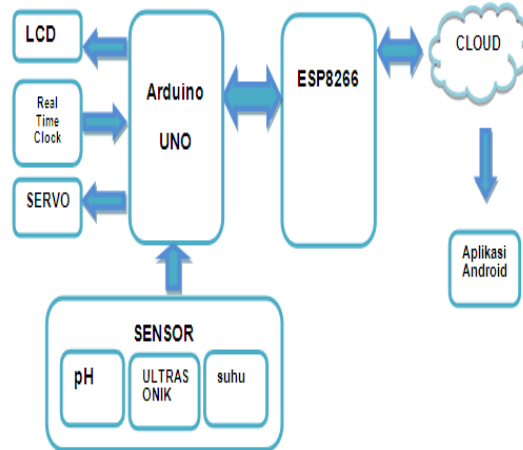 LCD
Real
Time
Clock
SERVO
Arduino
UNO
ESP8266
CLOUD
Aplikasi
Android
SENSOR
pH
ULTRAS
ONIK
suhu